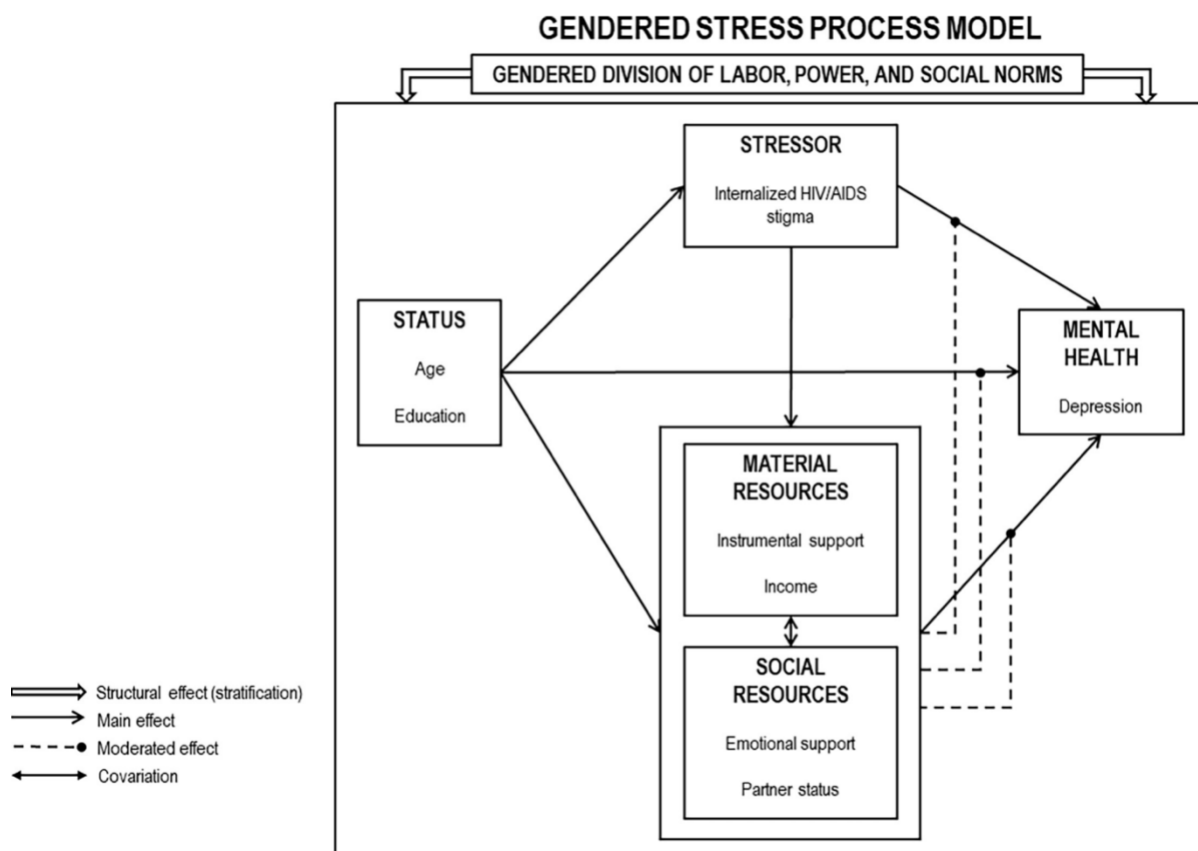 GENDERED STRESS PROCESS MODEL
GENDERED DIVISION OF LABOR, POWER, AND SOCIAL NORMS
STRESSOR
Internalized HIV/AIDS
stigma
STATUS
Age
Education
MENTAL
HEALTH
Depression
MATERIAL
RESOURCES
Instrumental support
Income
SOCIAL
RESOURCES
Emotional support
Partner status
Structural effect (stratification)
Main effect
Moderated effect
Covariation